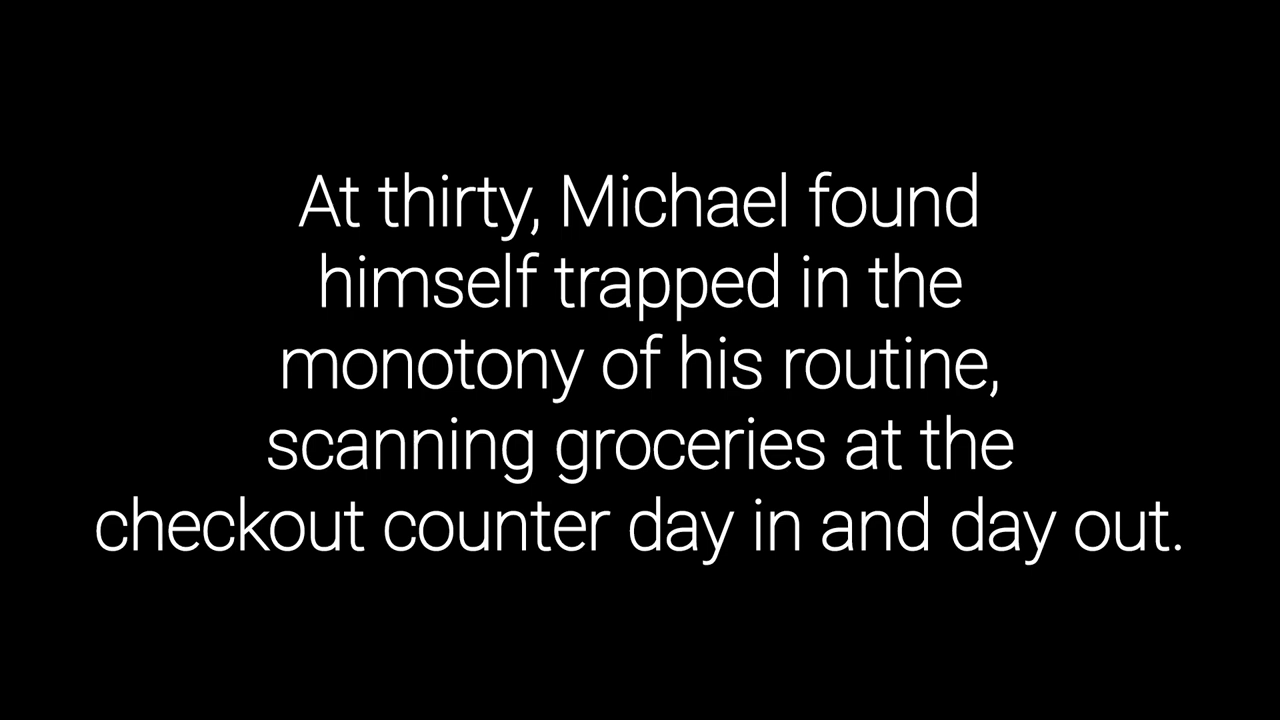 At thirty, Michael found
himself trapped in the
monotony of his routine,
scanning groceries at the
checkout counter day in and day out.